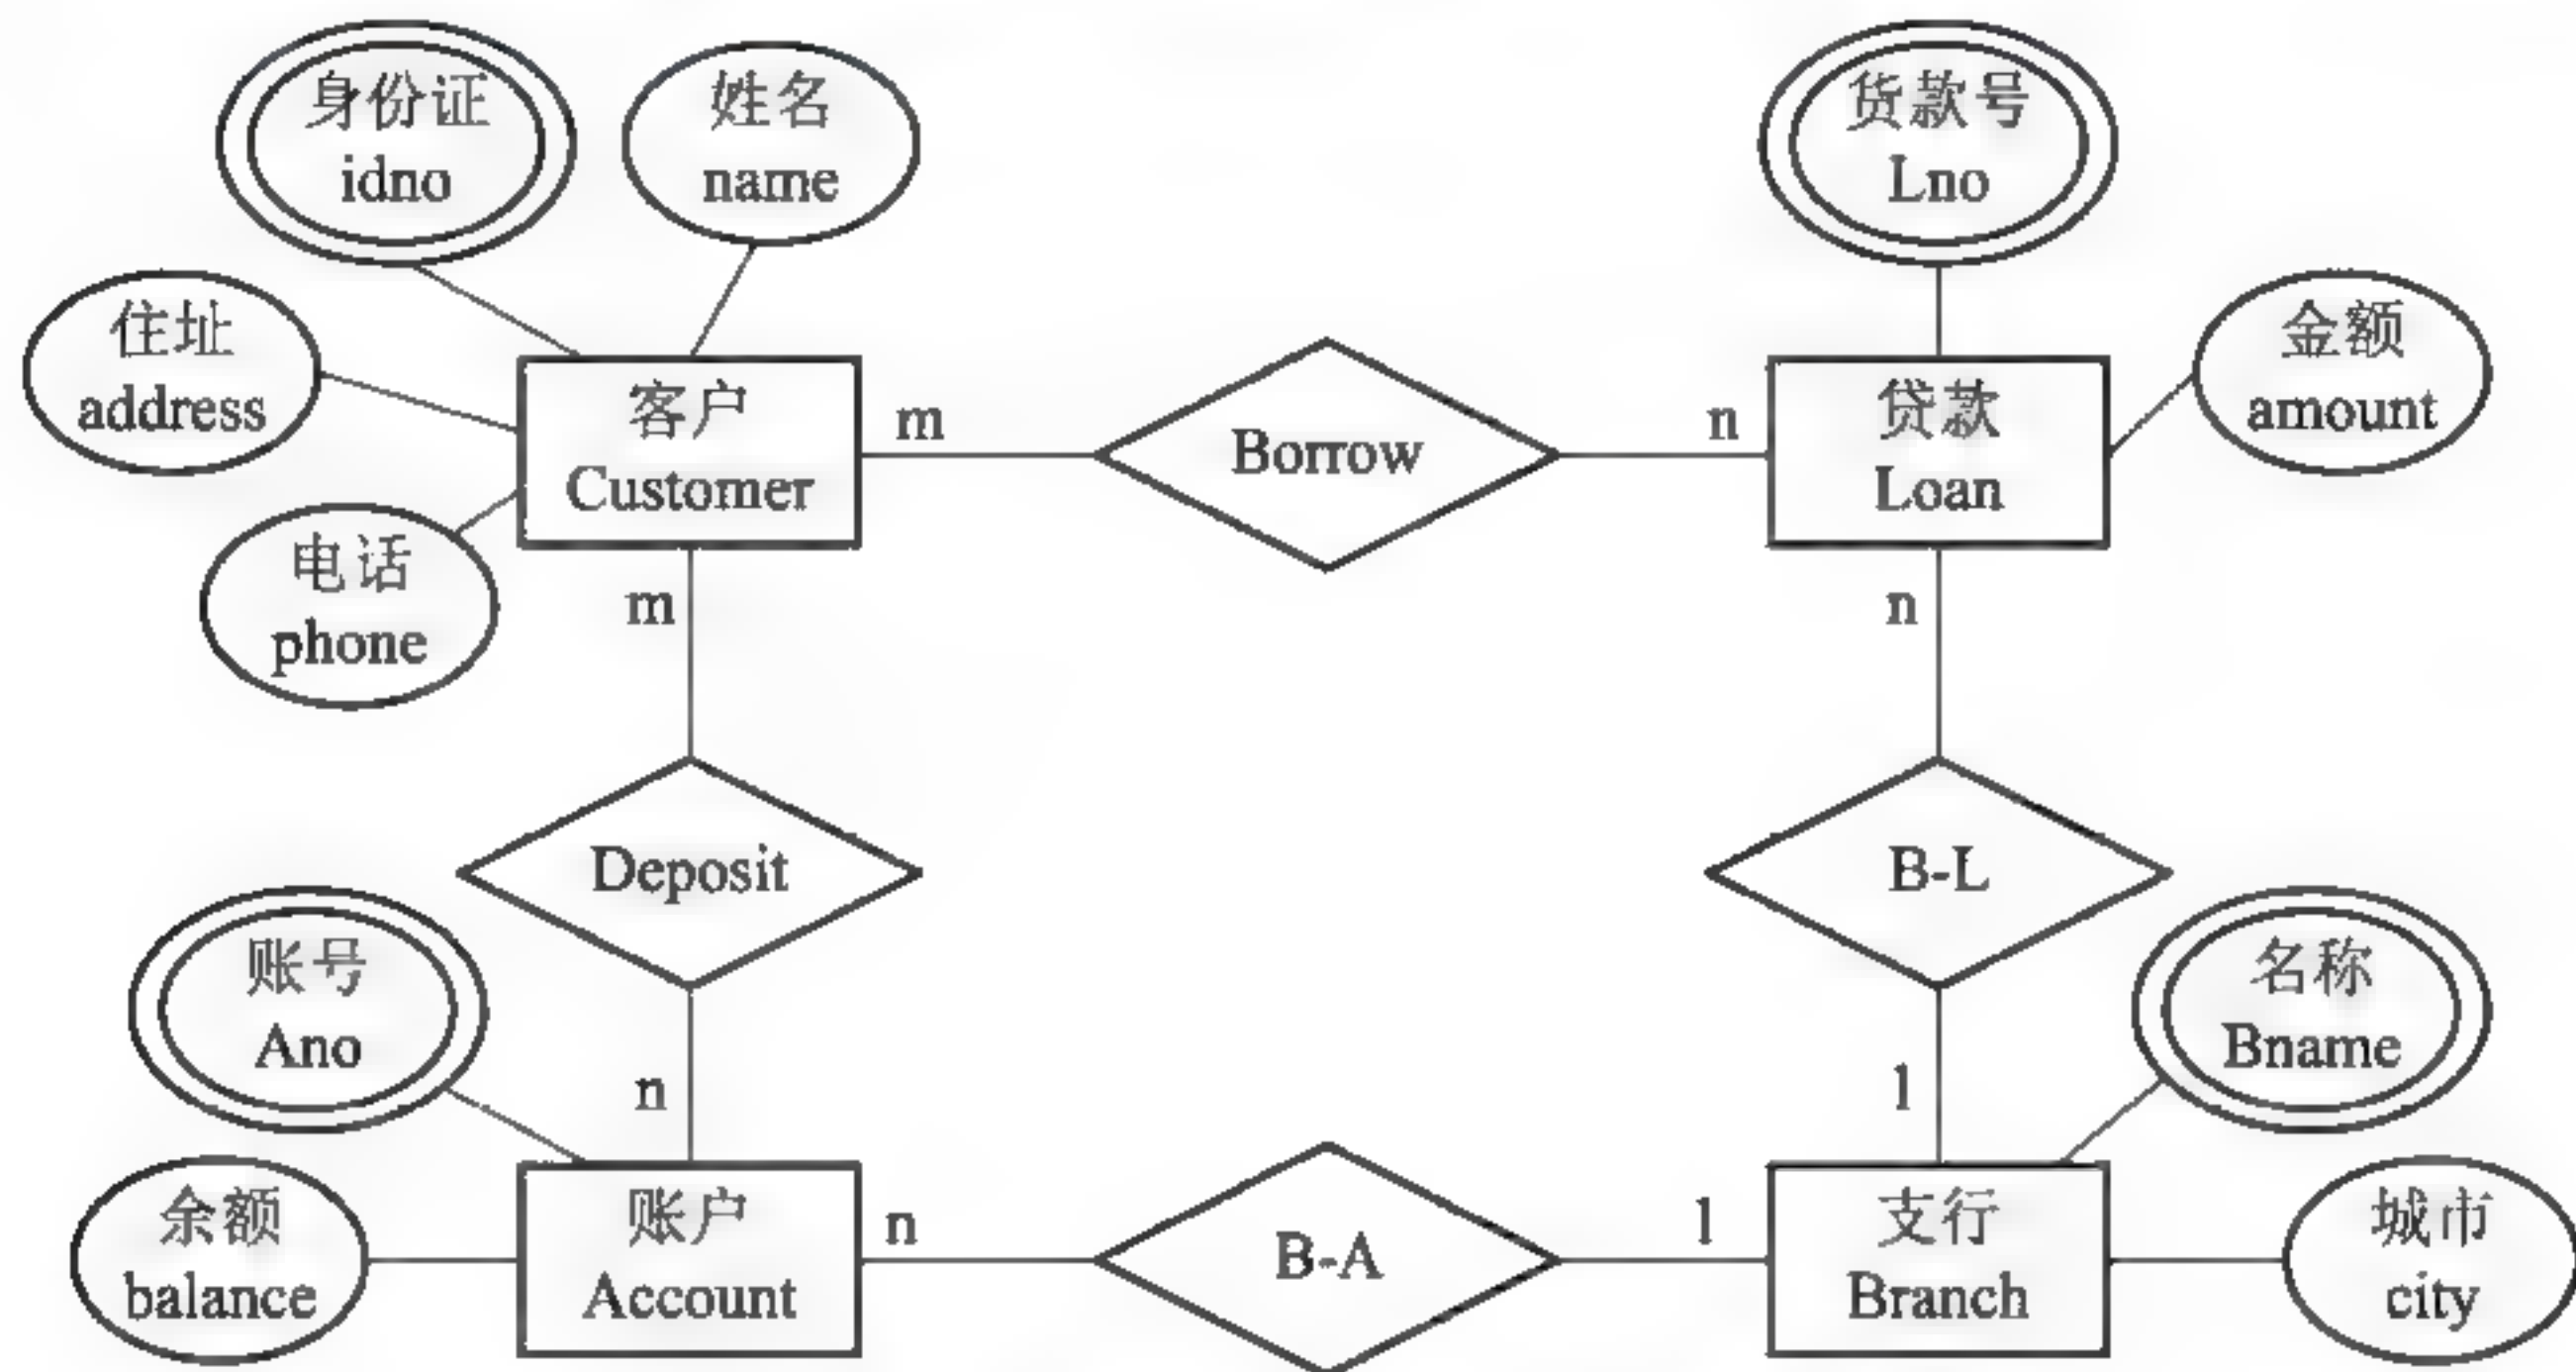 身份证
idno
姓名
name
货款号
Lno
住址
address
金额
amount
客户
Customer
m
Borrow
n
贷款
Loan
电话
phone
m
n
Deposit
B-L
账号
Ano
名称
Bname
n
1
余额
balance
账户
Account
n
B-A
1
支行
Branch
城市
city